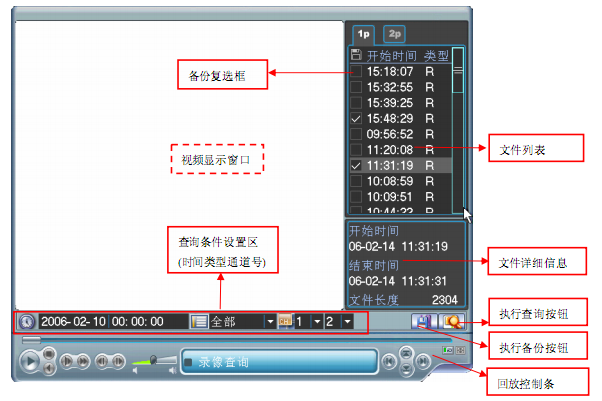 1p 2p
开始时间 类型
15:18:07 R
15:32:55 R
15:39:25 R
15:48:29 R
09:56:52 R
11:20:08 R
11:31:19 R
10:08:59 R
10:09:51 R
10:44:22 R
备份复选框
视频显示窗口
文件列表
查询条件设置区
(时间类型通道号)
开始时间
06-02-14 11:31:19
结束时间
06-02-14 11:31:31
文件长度 2304
文件详细信息
2006-02-10 00:00:00 全部 1 2
执行查询按钮
执行备份按钮
录像查询
回放控制条